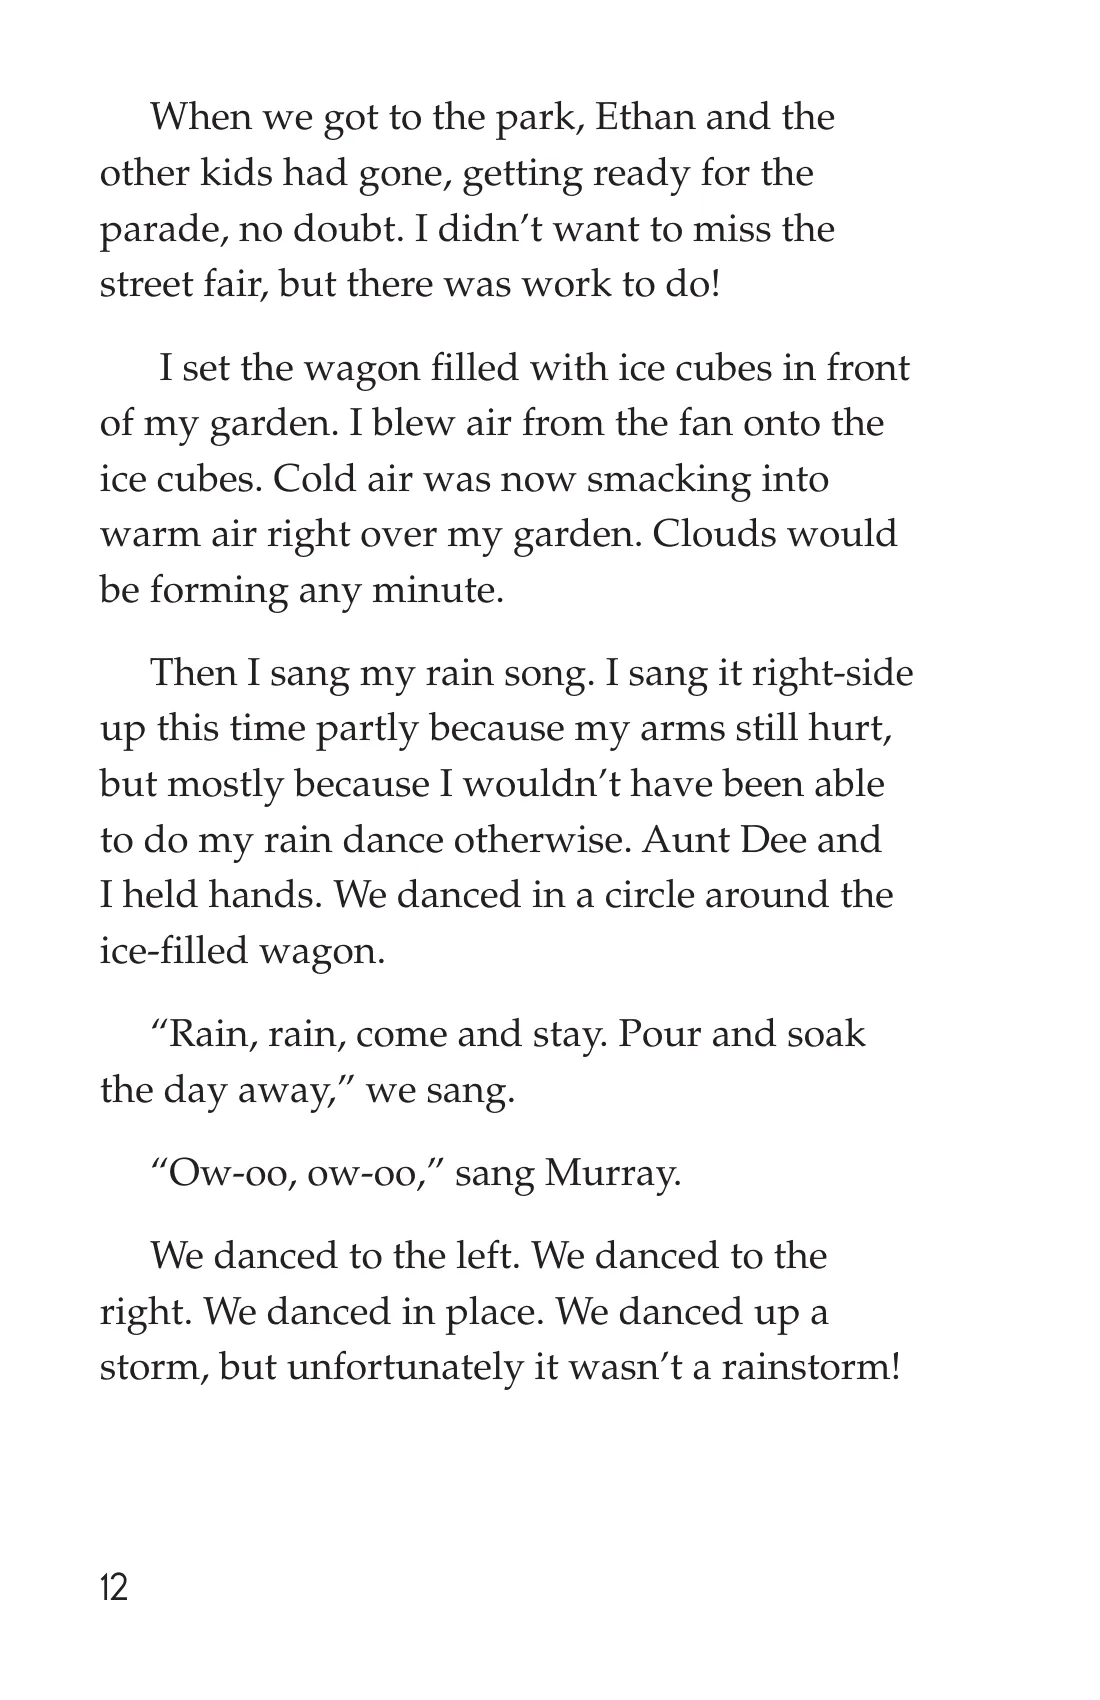 When we got to the park, Ethan and the
other kids had gone, getting ready for the
parade, no doubt. I didn’t want to miss the
street fair, but there was work to do!
I set the wagon filled with ice cubes in front
of my garden. I blew air from the fan onto the
ice cubes. Cold air was now smacking into
warm air right over my garden. Clouds would
be forming any minute.
Then I sang my rain song. I sang it right-side
up this time partly because my arms still hurt,
but mostly because I wouldn’t have been able
to do my rain dance otherwise. Aunt Dee and
I held hands. We danced in a circle around the
ice-filled wagon.
“Rain, rain, come and stay. Pour and soak
the day away,” we sang.
“Ow-oo, ow-oo,” sang Murray.
We danced to the left. We danced to the
right. We danced in place. We danced up a
storm, but unfortunately it wasn’t a rainstorm!
12